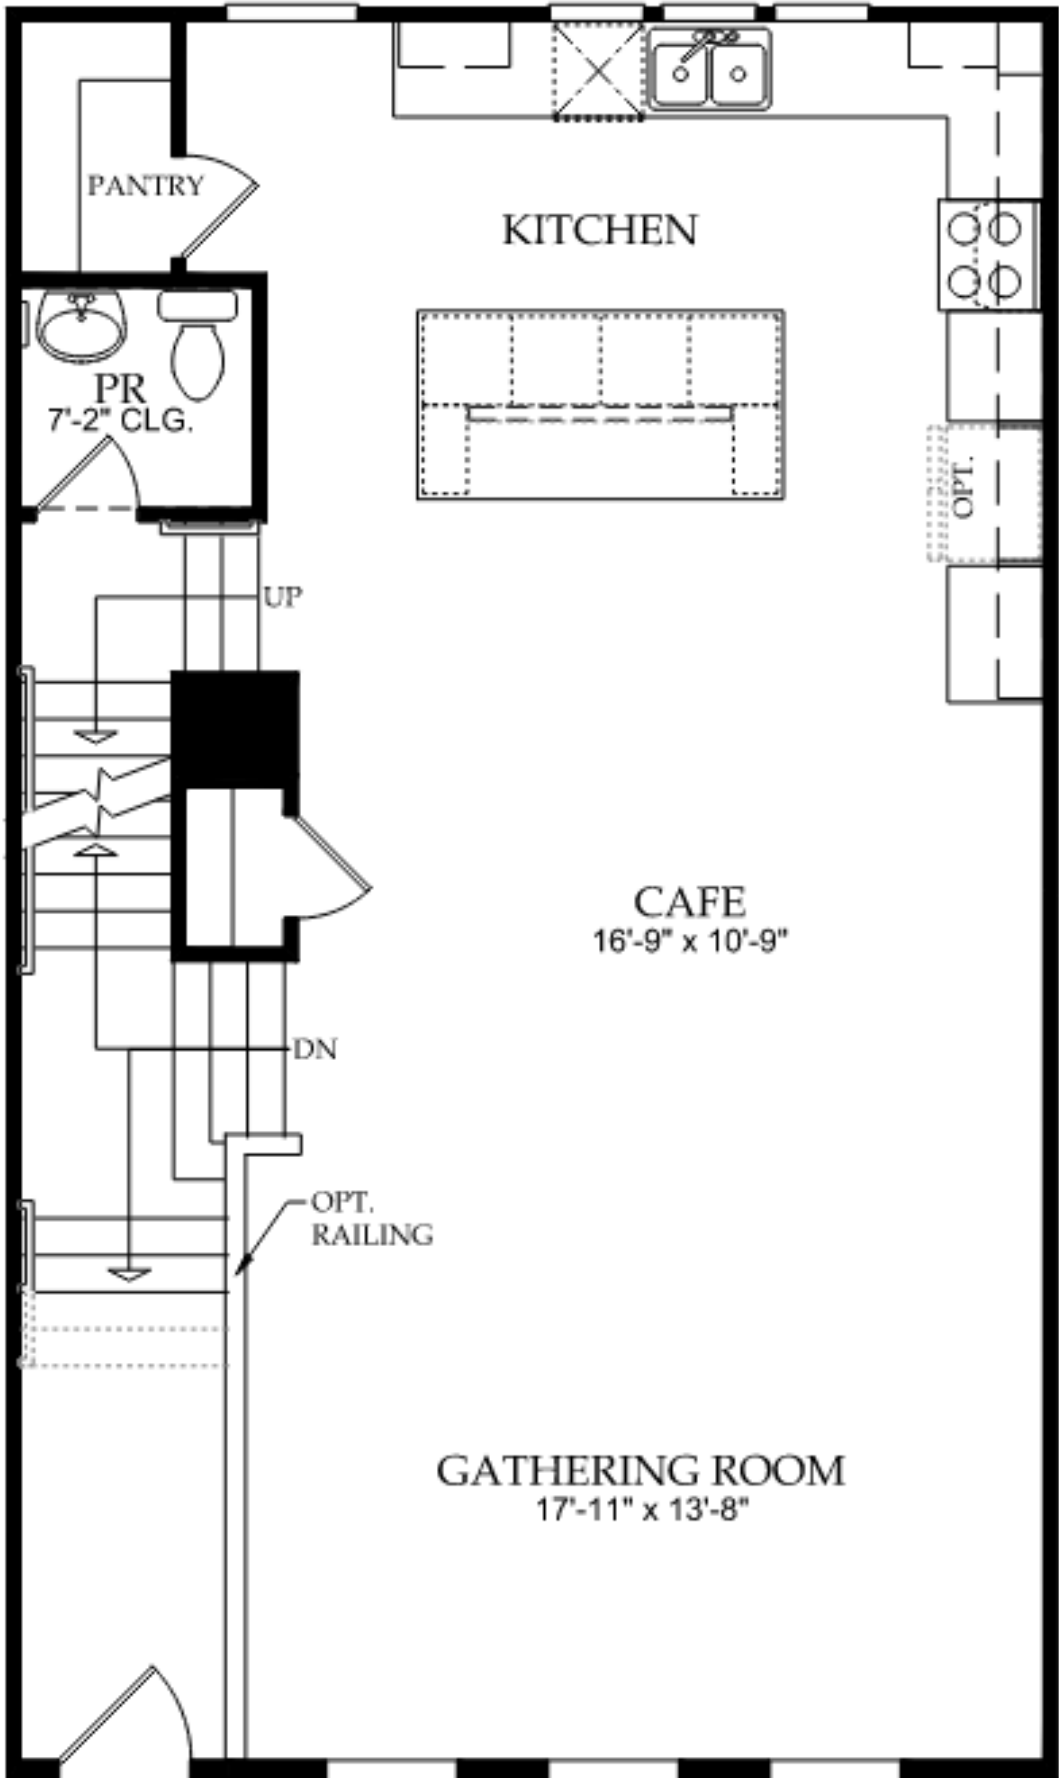 PANTRY
KITCHEN
PR
7'-2" CLG.
OPT.
UP
CAFE
16'-9" x 10'-9"
DN
OPT.
RAILING
GATHERING ROOM
17'-11" x 13'-8"